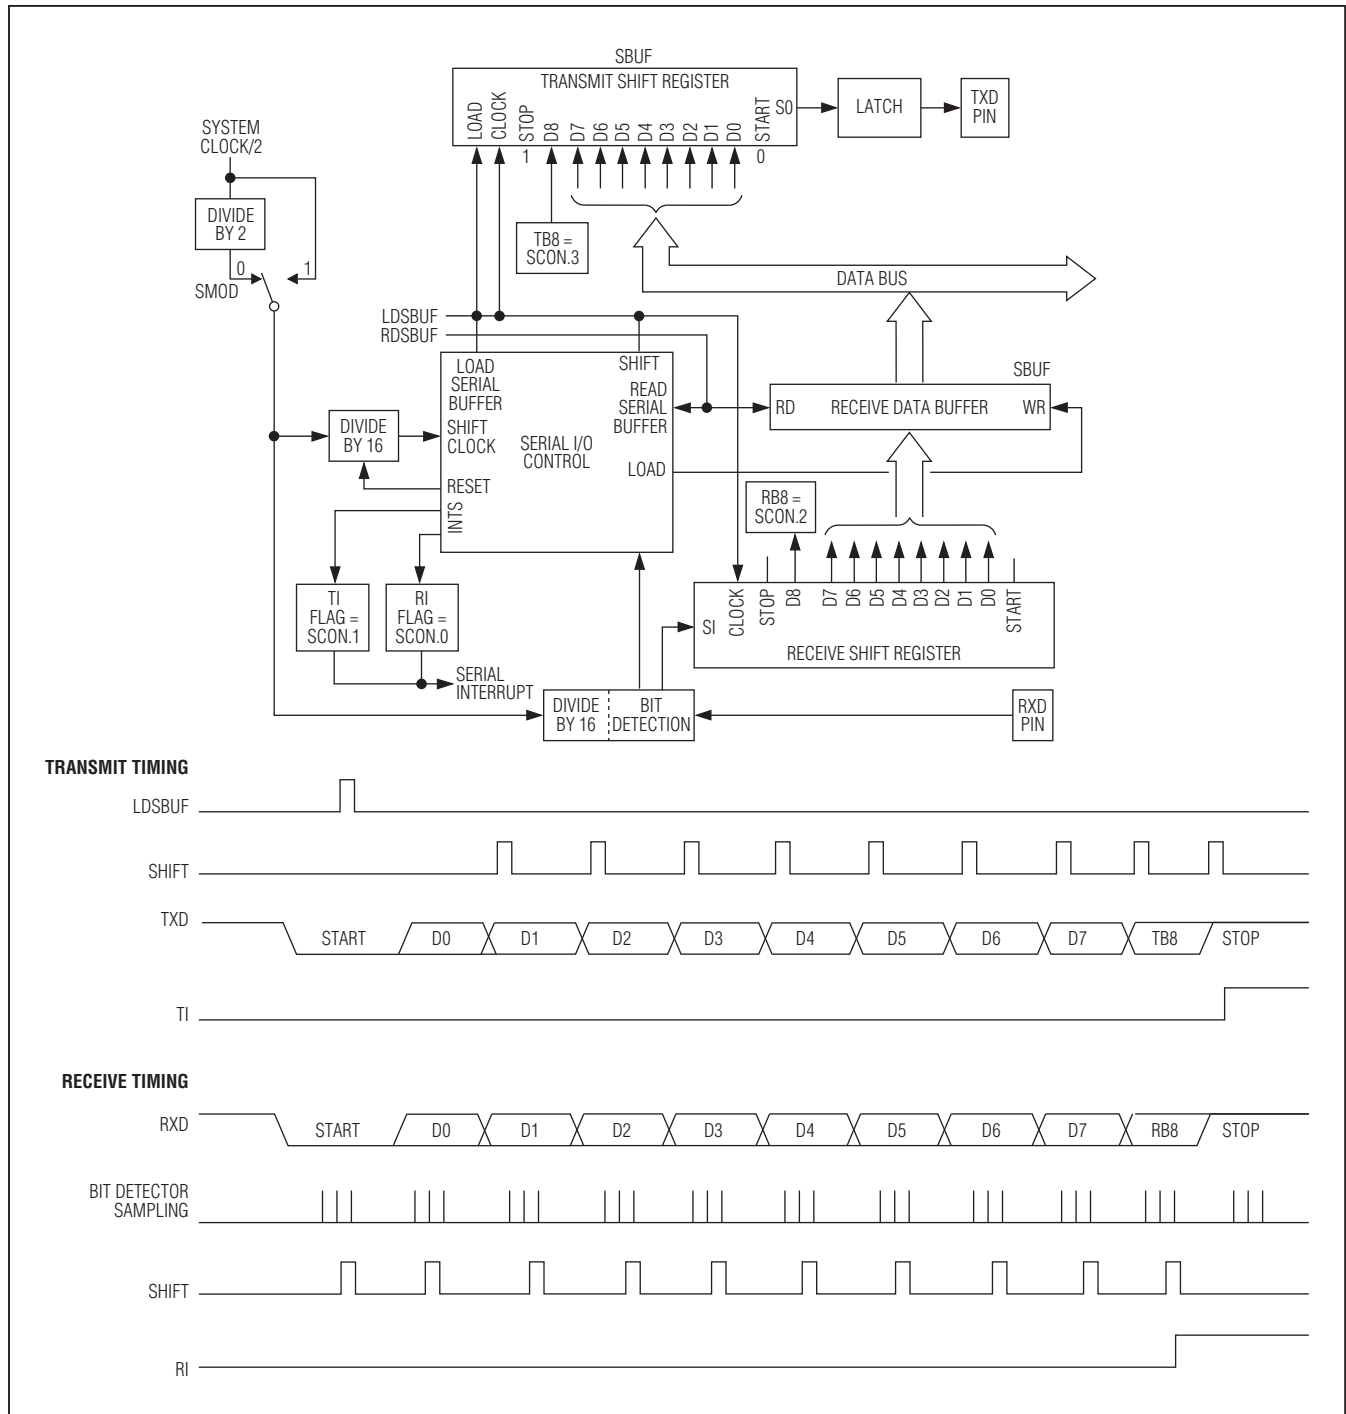 SBUF
TRANSMIT SHIFT REGISTER
LOAD
CLOCK
STOP
D8
D7
D6
D5
D4
D3
D2
D1
D0
START
S0
1
0
LATCH
TXD
PIN
SYSTEM
CLOCK/2
DIVIDE
BY 2
0
1
SMOD
TB8 =
SCON.3
DATA BUS
LDSBUF
RDSBUF
LOAD
SERIAL
BUFFER
SHIFT
READ
SERIAL
BUFFER
SHIFT
CLOCK
SERIAL I/O
CONTROL
LOAD
RESET
INTS
DIVIDE
BY 16
SBUF
RD
RECEIVE DATA BUFFER
WR
RB8 =
SCON.2
TI
FLAG =
SCON.1
RI
FLAG =
SCON.0
SERIAL
INTERRUPT
SI
CLOCK
STOP
D8
D7
D6
D5
D4
D3
D2
D1
D0
START
RECEIVE SHIFT REGISTER
DIVIDE
BY 16
BIT
DETECTION
RXD
PIN
TRANSMIT TIMING
LDSBUF
SHIFT
TXD START D0 D1 D2 D3 D4 D5 D6 D7 TB8 STOP
TI
RECEIVE TIMING
RXD START D0 D1 D2 D3 D4 D5 D6 D7 RB8 STOP
BIT DETECTOR
SAMPLING
SHIFT
RI